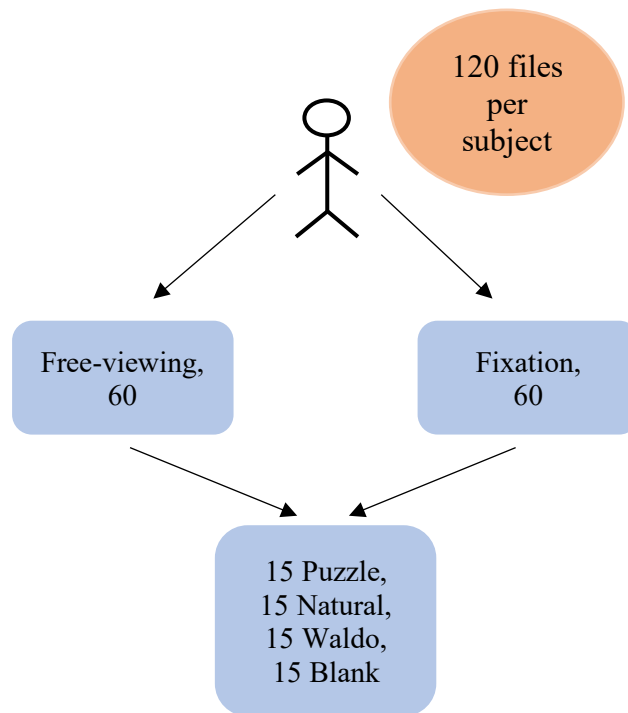 120 files
per
subject
Free-viewing,
60
Fixation,
60
15 Puzzle,
15 Natural,
15 Waldo,
15 Blank